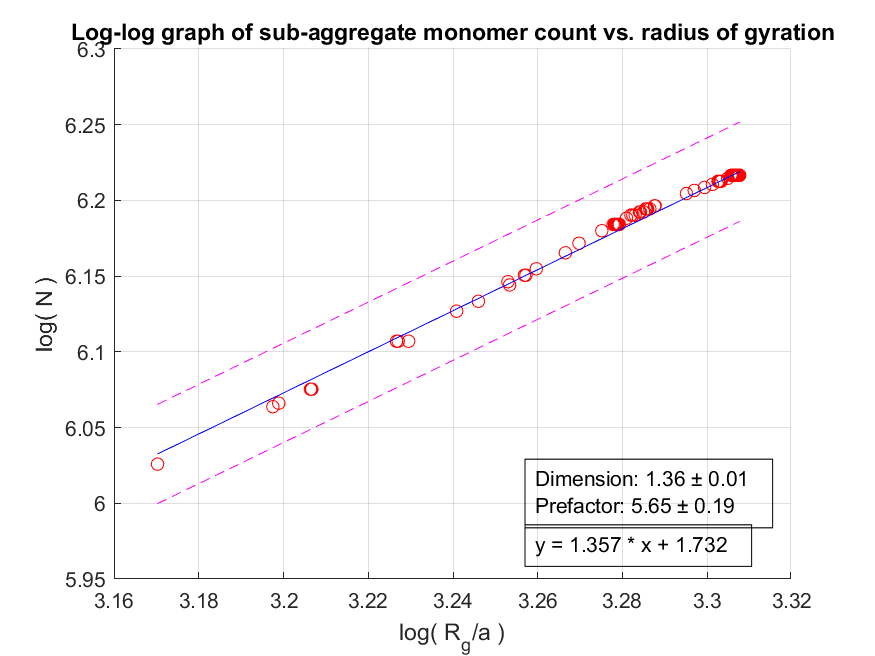 Log-log graph of sub-aggregate monomer count vs. radius of gyration
6.3
6.25
6.2
6.15
6.1
6.05
6
5.95
log( N )
Dimension: 1.36 ± 0.01
Prefactor: 5.65 ± 0.19
y = 1.357 * x + 1.732
3.16 3.18 3.2 3.22 3.24 3.26 3.28 3.3 3.32
log( R_g/a )